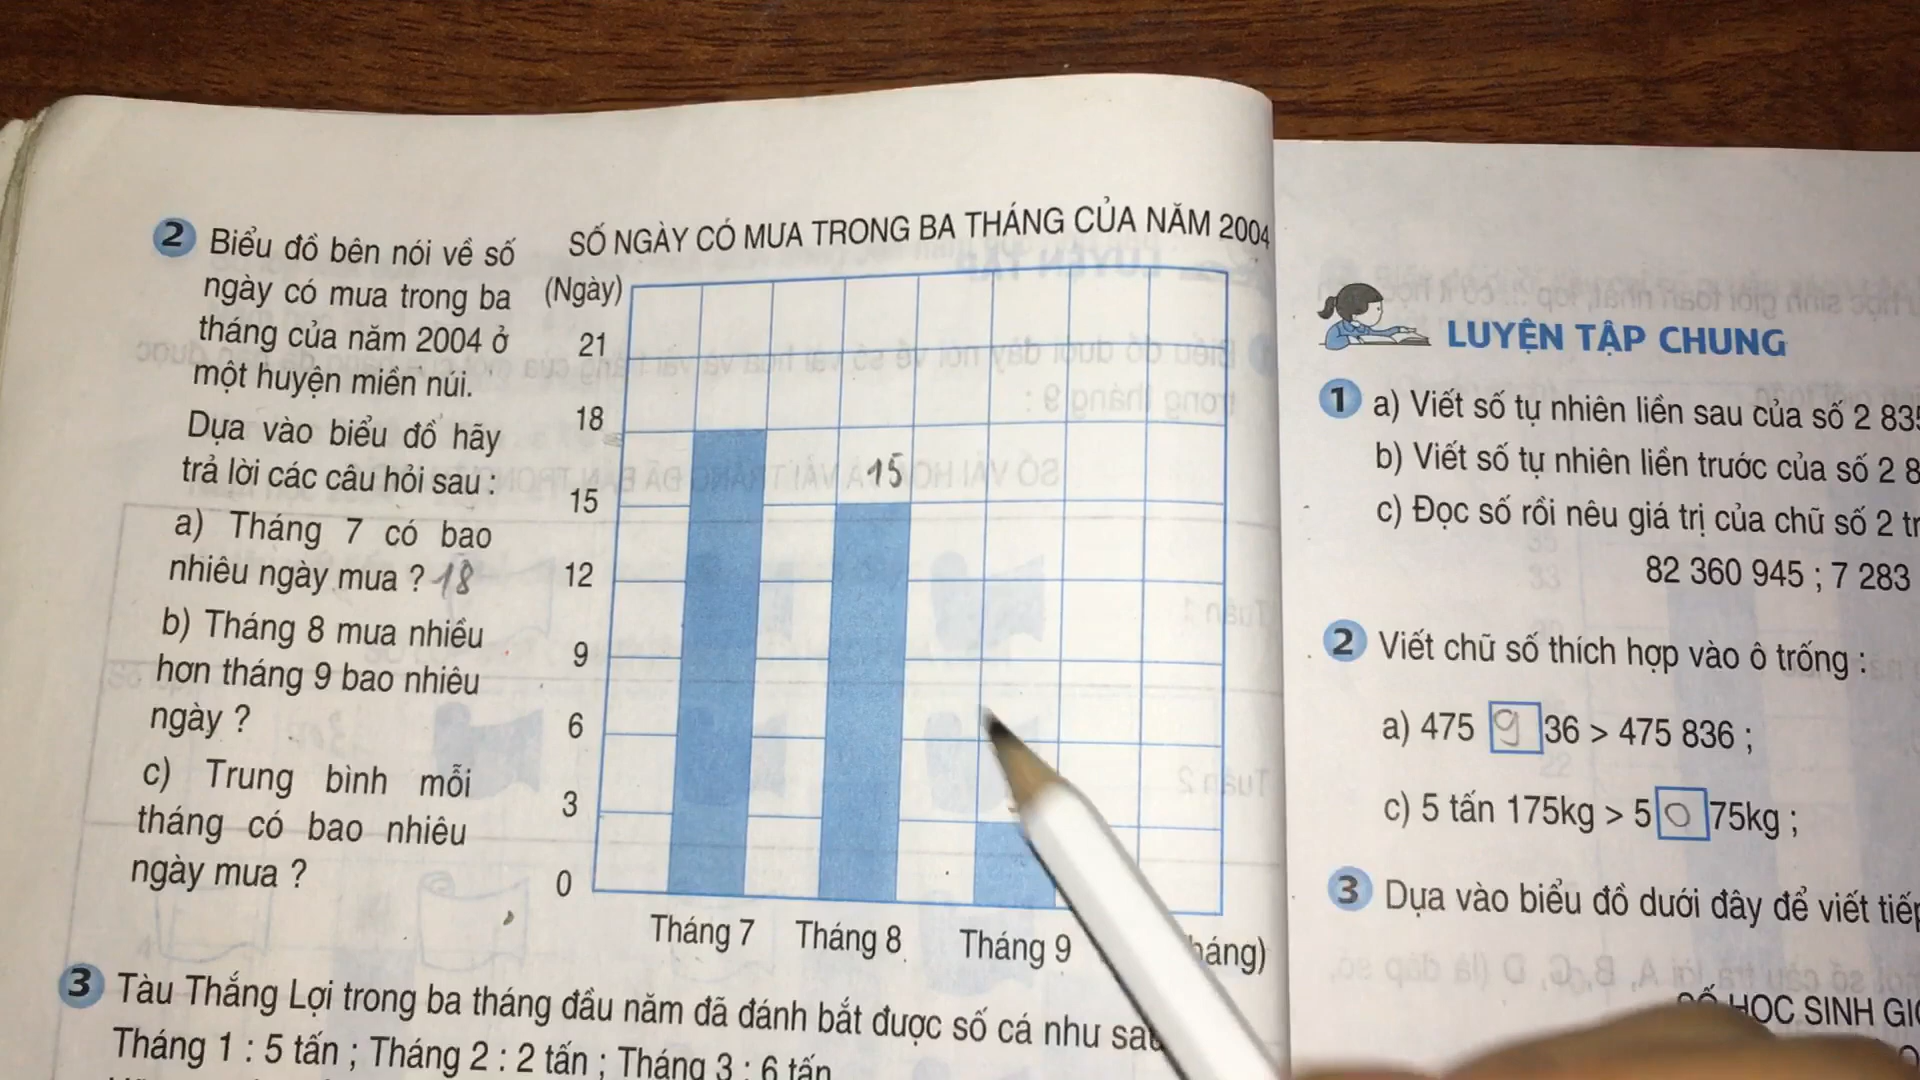 2 Biểu đồ bên nói về số
ngày có mưa trong ba
tháng của năm 2004 ở
một huyện miền núi.
Dựa vào biểu đồ hãy
trả lời các câu hỏi sau :
a) Tháng 7 có bao
nhiêu ngày mưa ? 18
b) Tháng 8 mưa nhiều
hơn tháng 9 bao nhiêu
ngày ?
c) Trung bình mỗi
tháng có bao nhiêu
ngày mưa ?
SỐ NGÀY CÓ MƯA TRONG BA THÁNG CỦA NĂM 2004
(Ngày)
21
18
15
12
9
6
3
0
15
Tháng 7 Tháng 8 Tháng 9
3 Tàu Thắng Lợi trong ba tháng đầu năm đã đánh bắt được số cá như
Tháng 1 : 5 tấn ; Tháng 2 : 2 tấn ; Tháng 3 : 6 tấn
LUYỆN TẬP CHUNG
1 a) Viết số tự nhiên liền sau của số 2 835
b) Viết số tự nhiên liền trước của số 2 8
c) Đọc số rồi nêu giá trị của chữ số 2
82 360 945 ; 7 283
2 Viết chữ số thích hợp vào ô trống :
a) 475 9 36 > 475 836 ;
c) 5 tấn 175kg > 5 0 75kg ;
3 Dựa vào biểu đồ dưới đây để viết
SỐ HỌC SINH